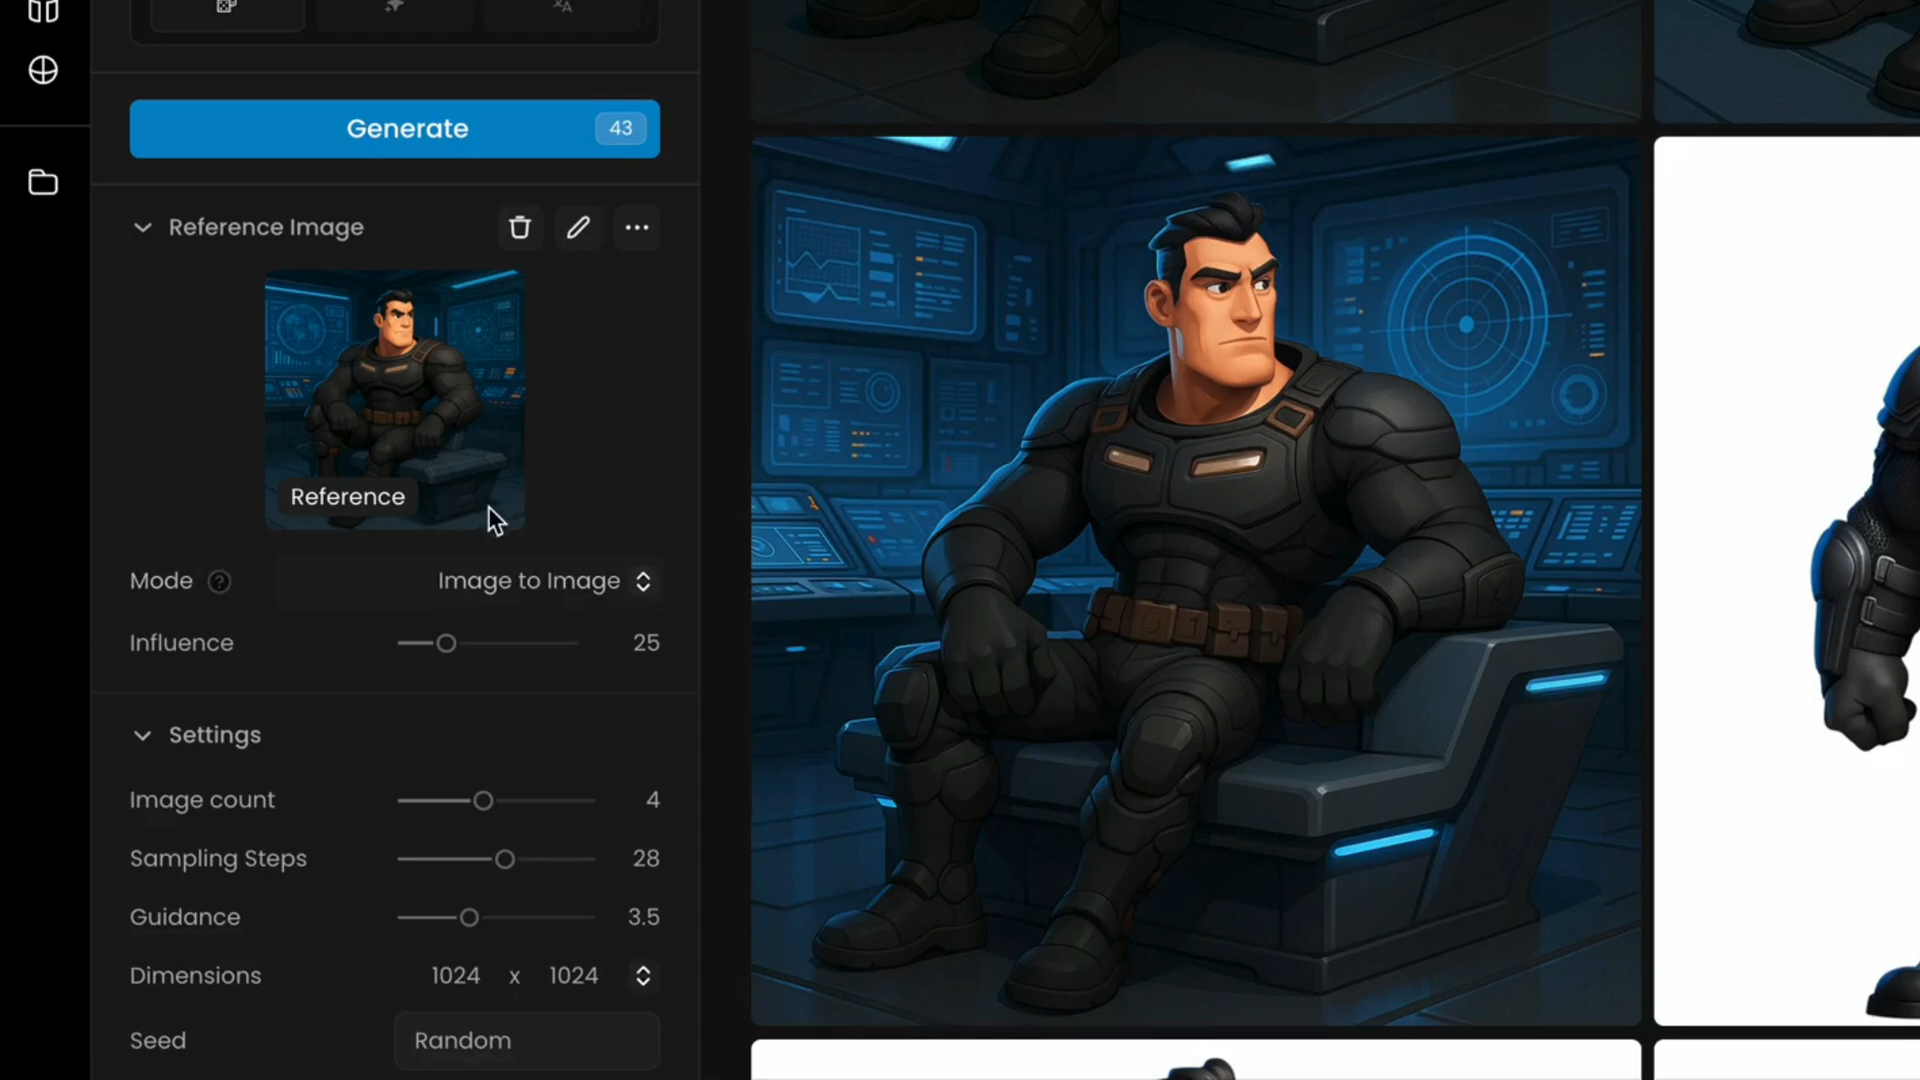 Generate 43
Reference Image
Reference
Mode ? Image to Image
Influence 25
Settings
Image count 4
Sampling Steps 28
Guidance 3.5
Dimensions 1024 x 1024
Seed Random